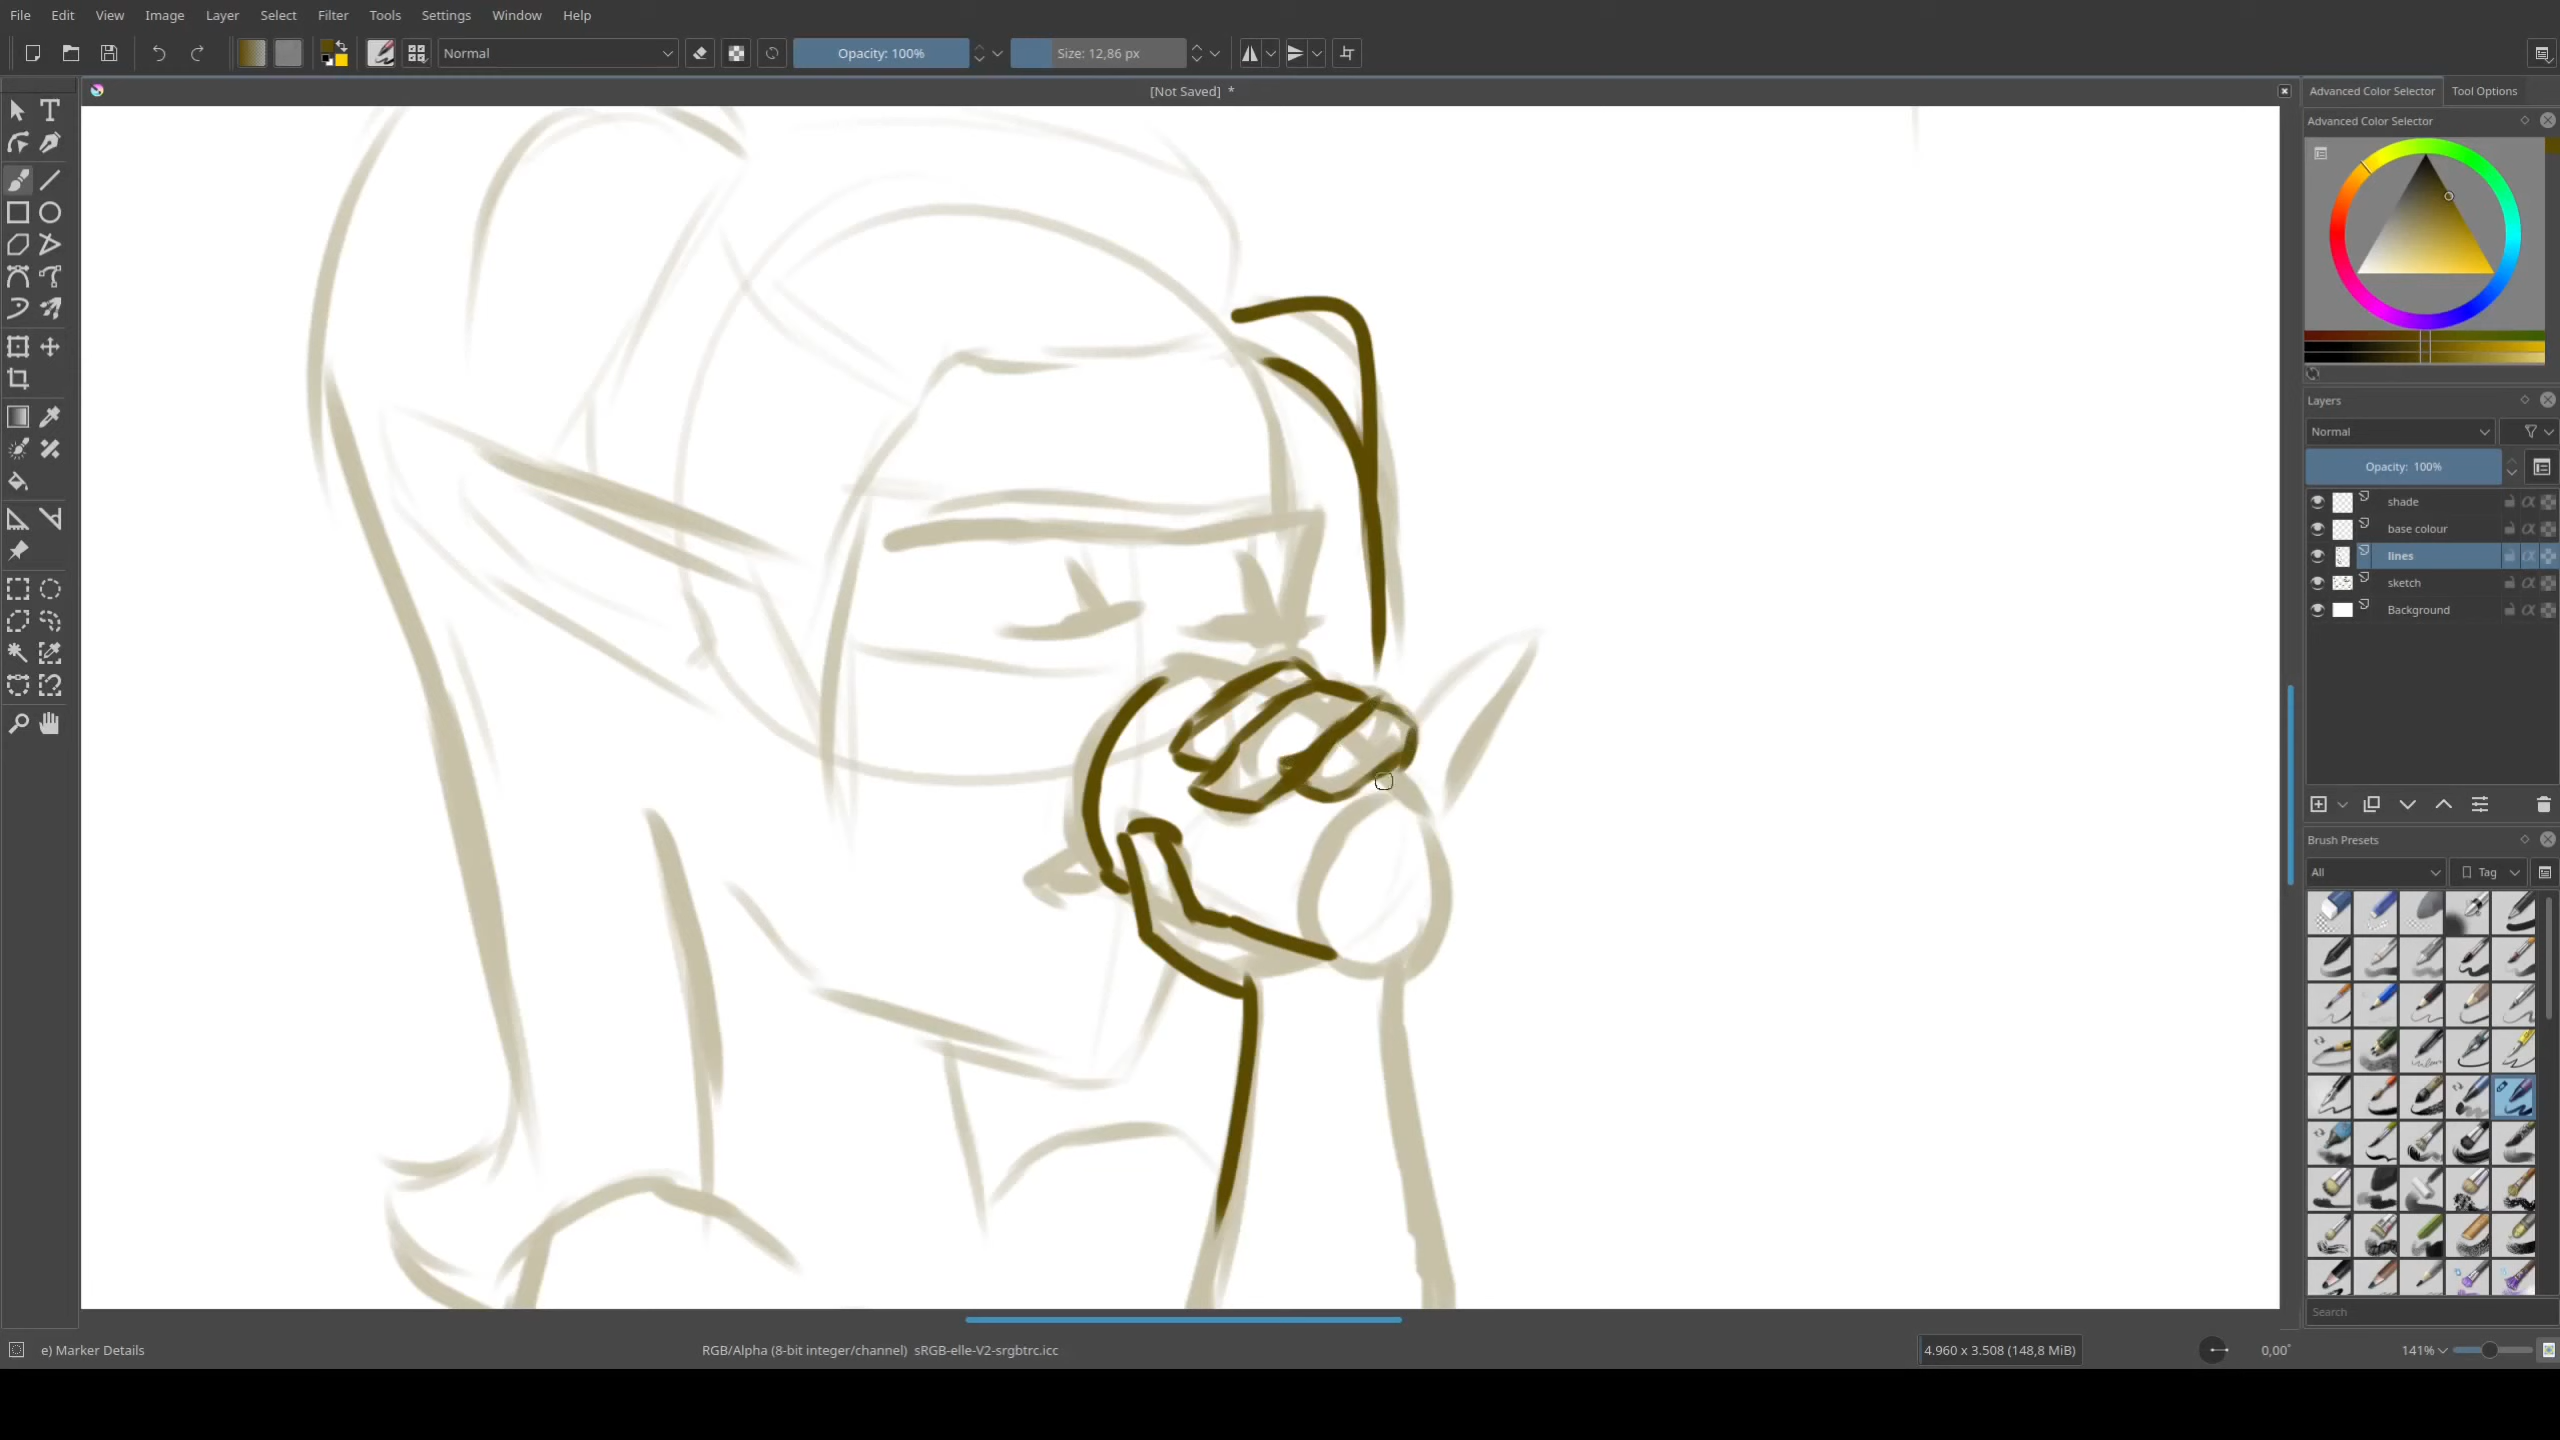 File Edit View Image Layer Select Filter Tools Settings Window Help
Normal Opacity: 100% Size: 12,86 px
[Not Saved] *
Advanced Color Selector Tool Options
Advanced Color Selector
Layers
Normal
Opacity: 100%
shade
base colour
lines
sketch
Background
Brush Presets
All Tag
Search
e) Marker Details RGB/Alpha (8-bit integer/channel) sRGB-elle-V2-srgbtrc.icc 4.960 x 3.508 (148,8 MiB) 0,00° 141%